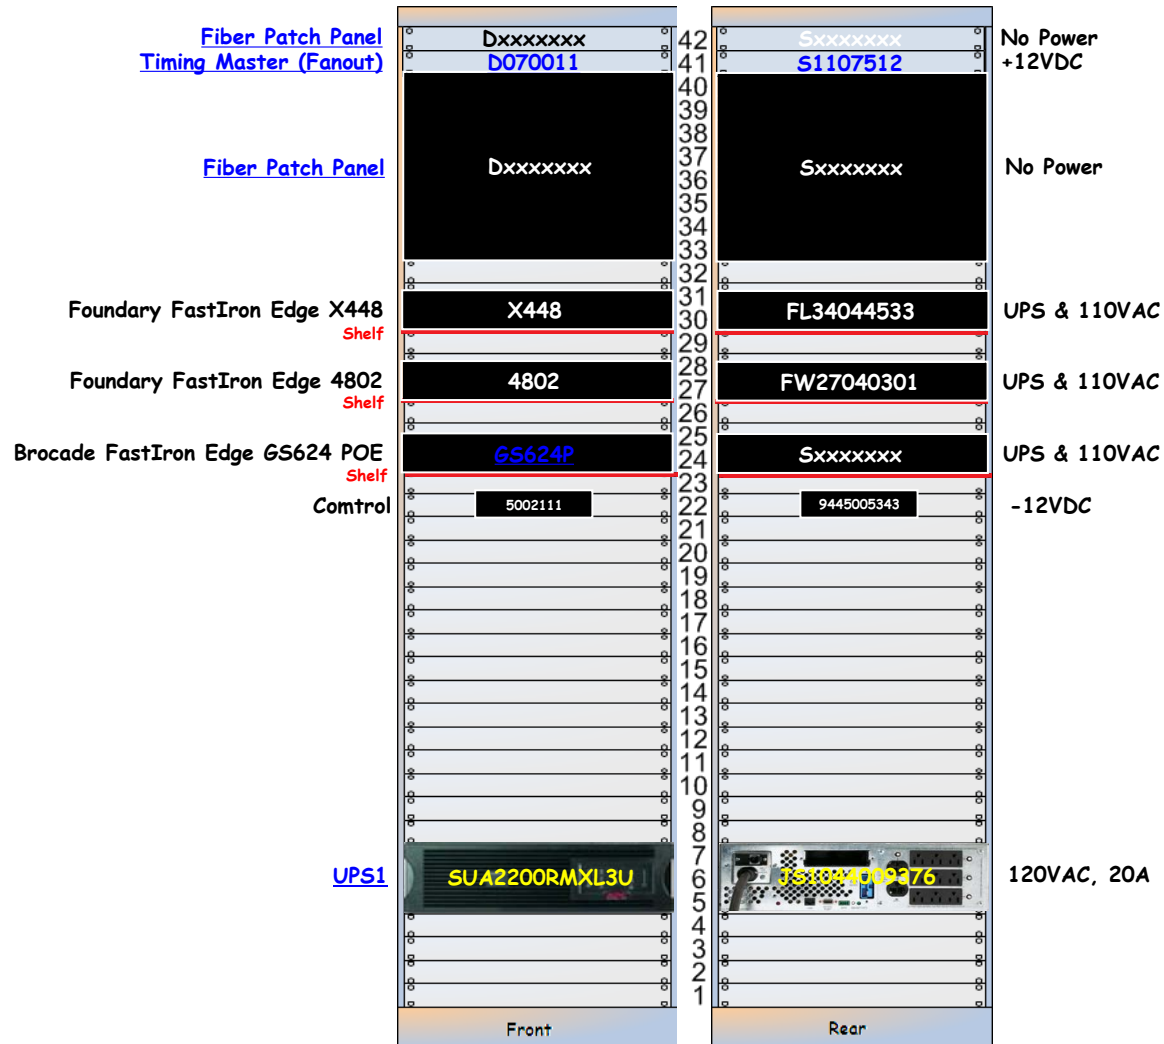 Fiber Patch Panel Dxxxxxxx 42 Sxxxxxxx No Power
Timing Master (Fanout) D070011 41 S1107512 +12VDC
40
39
38
37
Fiber Patch Panel Dxxxxxxx 36 Sxxxxxxx No Power
35
34
33
32
31
Foundary FastIron Edge X448 X448 30 FL34044533 UPS & 110VAC
Shelf
29
28
Foundary FastIron Edge 4802 4802 27 FW27040301 UPS & 110VAC
Shelf
26
25
Brocade FastIron Edge GS624 POE GS624P 24 Sxxxxxxx UPS & 110VAC
Shelf
23
Comtrol 5002111 22 9445005343 -12VDC
21
20
19
18
17
16
15
14
13
12
11
10
9
8
7
UPS1 SUA2200RMXL3U 6 JS1044009376 120VAC, 20A
5
4
3
2
1
Front Rear